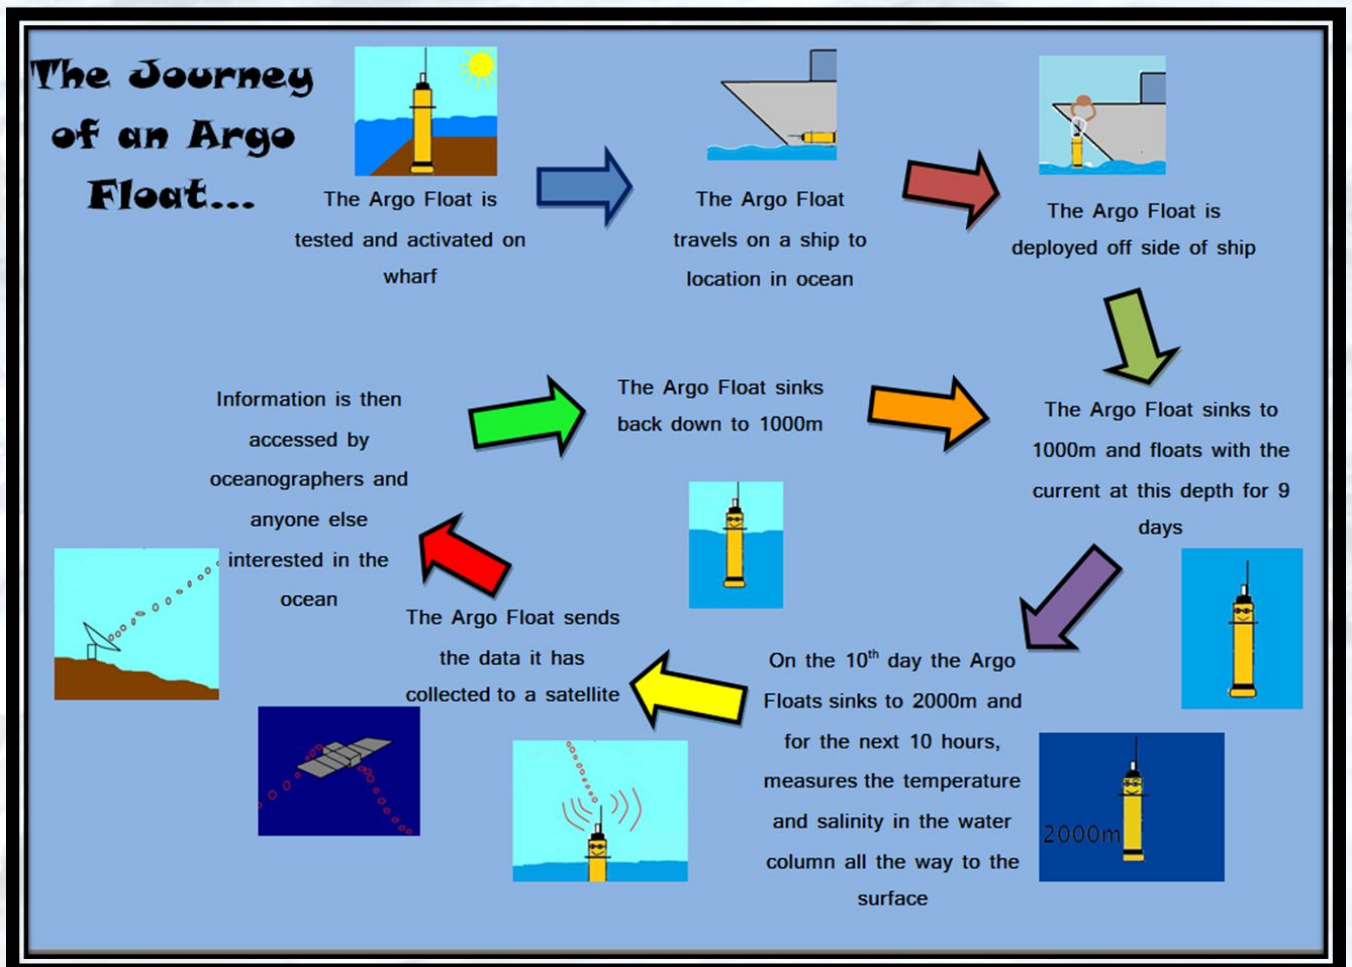 The Journey
of an Argo
Float...
The Argo Float is
tested and activated on
wharf
The Argo Float
travels on a ship to
location in ocean
The Argo Float is
deployed off side of ship
The Argo Float sinks to
1000m and floats with the
current at this depth for 9
days
On the 10th day the Argo
Floats sinks to 2000m and
for the next 10 hours,
measures the temperature
and salinity in the water
column all the way to the
surface
2000m
The Argo Float sends
the data it has
collected to a satellite
Information is then
accessed by
oceanographers and
anyone else
interested in the
ocean
The Argo Float sinks
back down to 1000m